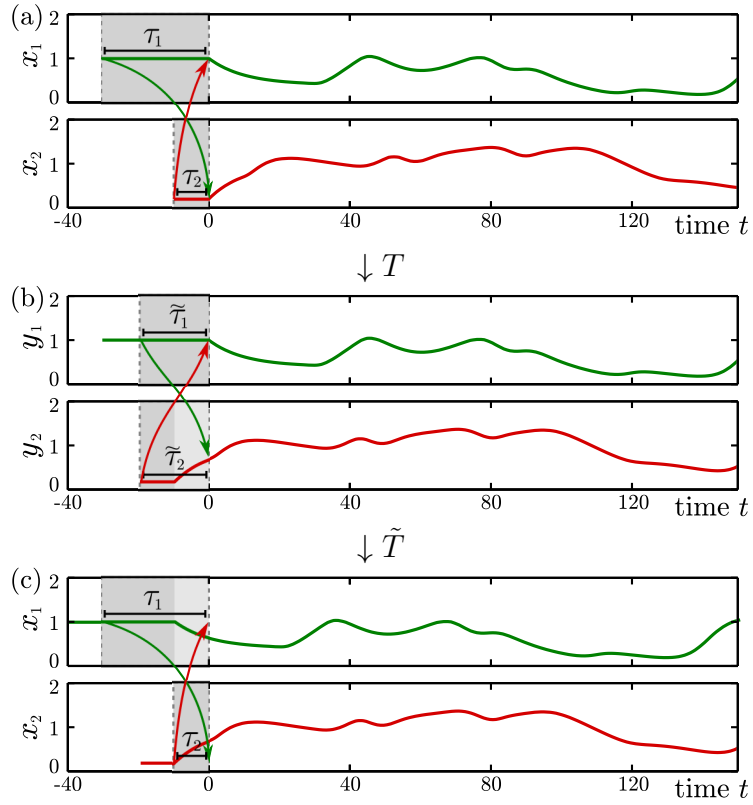 (a)
2
x₁
1
0
τ₁
2
x₂
1
0
τ₂
-40 0 40 80 120 time t
↓ T
(b)
2
y₁
1
0
τ̃₁
2
y₂
1
0
τ̃₂
-40 0 40 80 120 time t
↓ T̃
(c)
2
x₁
1
0
τ₁
2
x₂
1
0
τ₂
-40 0 40 80 120 time t